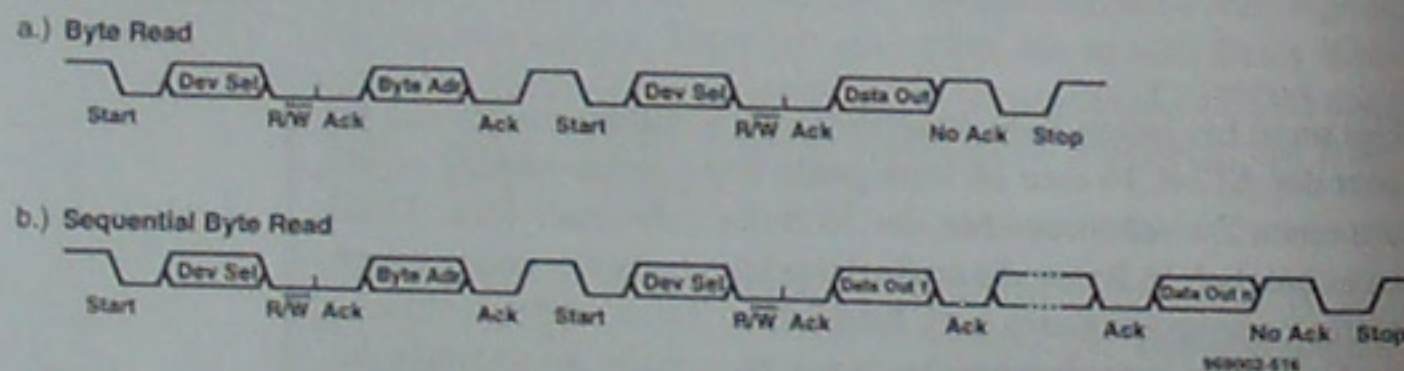 a.) Byte Read
Dev Sel Byte Adr Dev Sel Data Out
Start R/W Ack Ack Start R/W Ack No Ack Stop
b.) Sequential Byte Read
Dev Sel Byte Adr Dev Sel Data Out 1 Data Out n
Start R/W Ack Ack Start R/W Ack Ack Ack No Ack Stop
969002-516